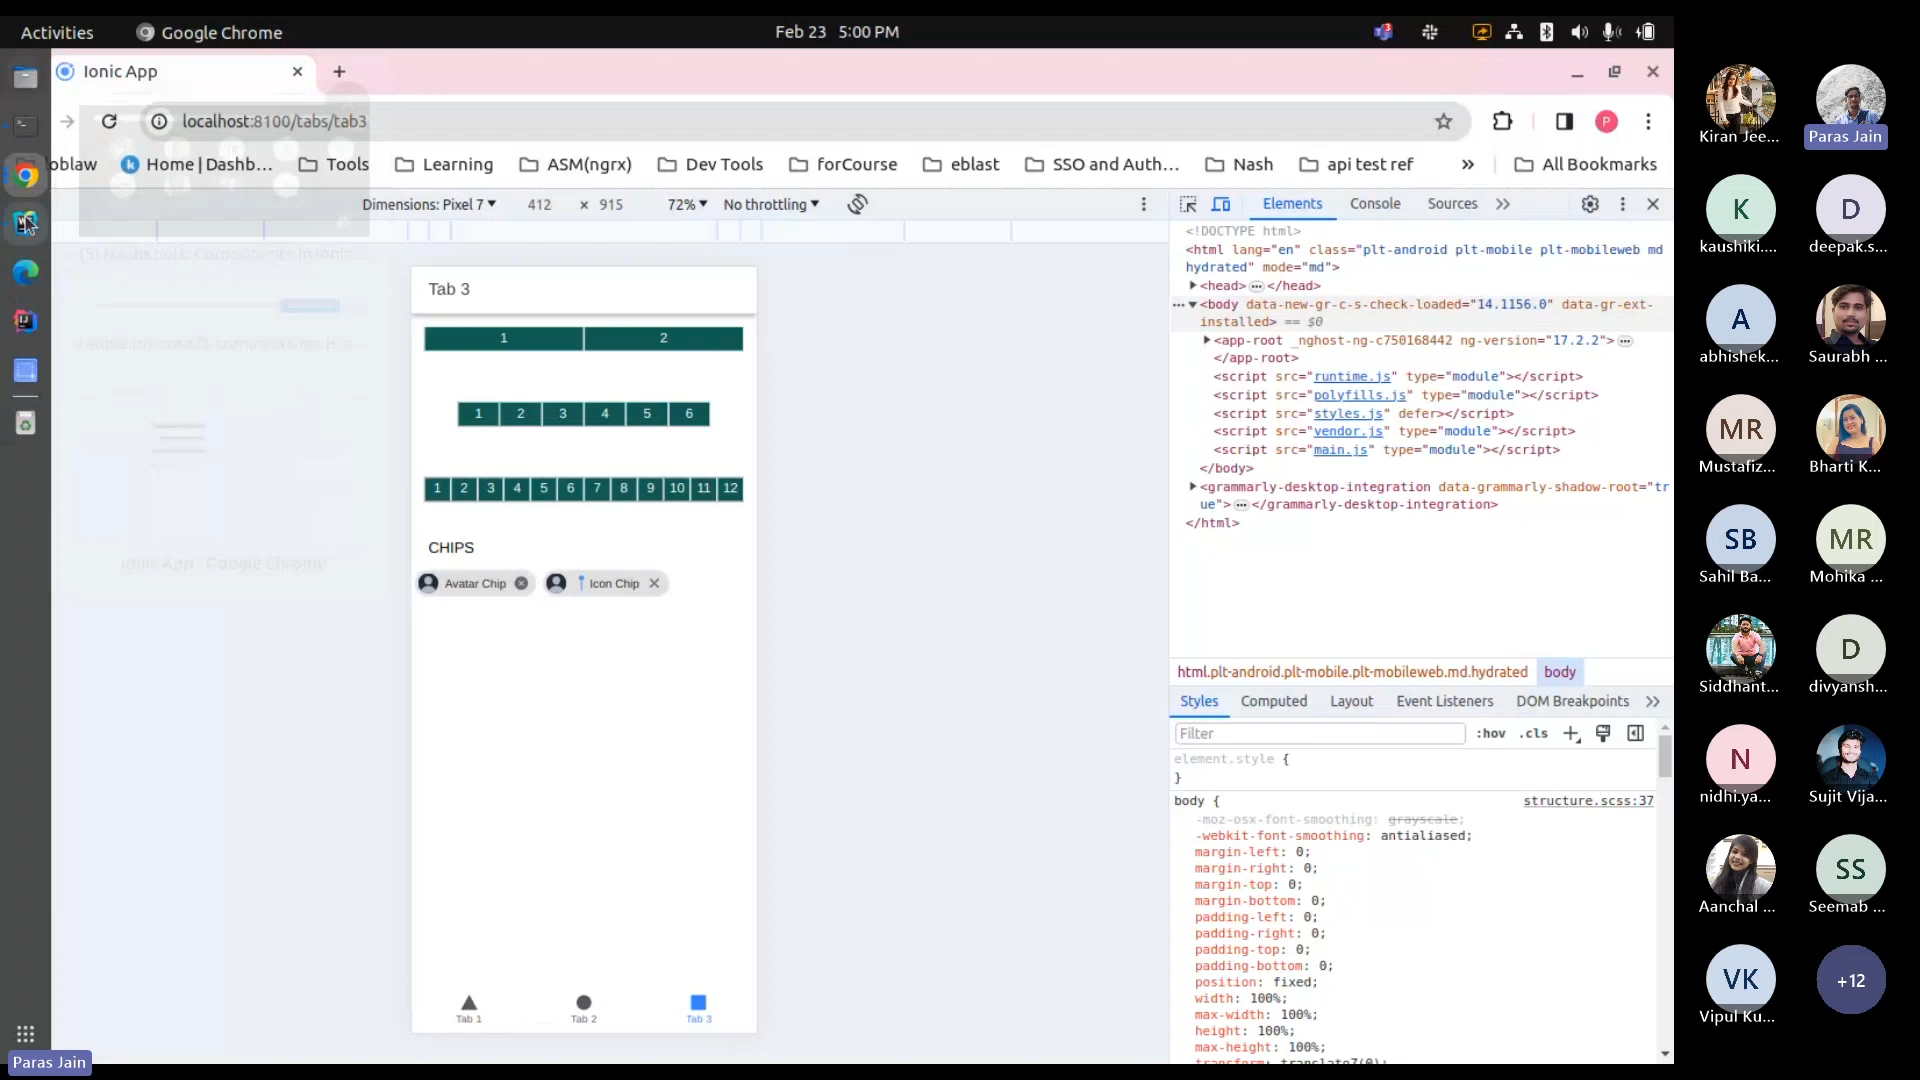 Activities
Google Chrome
Feb 23 5:00 PM
3
Ionic App
localhost:8100/tabs/tab3
P
bblaw
Home | Dashb...
Tools
Learning
ASM(ngrx)
Dev Tools
forCourse
eblast
SSO and Auth...
Nash
api test ref
»
All Bookmarks
Dimensions: Pixel 7 ▼
412 × 915
72% ▼
No throttling ▼
Elements
Console
Sources
»
<!DOCTYPE html>
<html lang="en" class="plt-android plt-mobile plt-mobileweb md
hydrated" mode="md">
▶<head>…</head>
…▼<body data-new-gr-c-s-check-loaded="14.1156.0" data-gr-ext-
installed> == $0
▶<app-root _nghost-ng-c750168442 ng-version="17.2.2">…
</app-root>
<script src="runtime.js" type="module"></script>
<script src="polyfills.js" type="module"></script>
<script src="styles.js" defer></script>
<script src="vendor.js" type="module"></script>
<script src="main.js" type="module"></script>
</body>
▶<grammarly-desktop-integration data-grammarly-shadow-root="tr
ue">…</grammarly-desktop-integration>
</html>
html.plt-android.plt-mobile.plt-mobileweb.md.hydrated
body
Styles
Computed
Layout
Event Listeners
DOM Breakpoints
»
Filter
:hov
.cls
element.style {
}
body {
structure.scss:37
-moz-osx-font-smoothing: grayscale;
-webkit-font-smoothing: antialiased;
margin-left: 0;
margin-right: 0;
margin-top: 0;
margin-bottom: 0;
padding-left: 0;
padding-right: 0;
padding-top: 0;
padding-bottom: 0;
position: fixed;
width: 100%;
max-width: 100%;
height: 100%;
max-height: 100%;
transform: translateZ(0);
Tab 3
1 2
1 2 3 4 5 6
1 2 3 4 5 6 7 8 9 10 11 12
CHIPS
Avatar Chip
Icon Chip
Tab 1
Tab 2
Tab 3
Ionic App - Google Chrome
Paras Jain
Kiran Jee...
Paras Jain
K
kaushiki....
D
deepak.s...
A
abhishek...
Saurabh ...
MR
Mustafiz...
Bharti K...
SB
Sahil Ba...
MR
Mohika ...
Siddhant...
D
divyansh...
N
nidhi.ya...
Sujit Vija...
Aanchal ...
SS
Seemab ...
VK
Vipul Ku...
+12